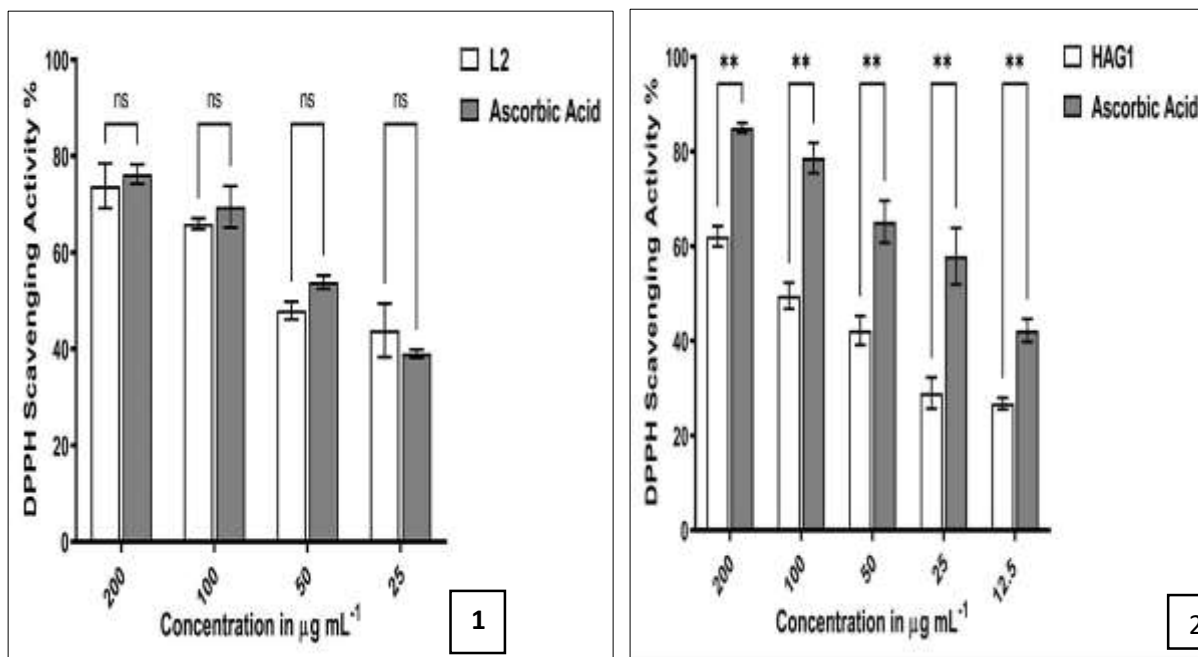 DPPH Scavenging Activity %
100
80
60
40
20
0
ns
ns
ns
ns
L2
Ascorbic Acid
200
100
50
25
Concentration in μg mL⁻¹
1
DPPH Scavenging Activity %
100
80
60
40
20
0
**
**
**
**
**
HAG1
Ascorbic Acid
200
100
50
25
12.5
Concentration in μg mL⁻¹
2